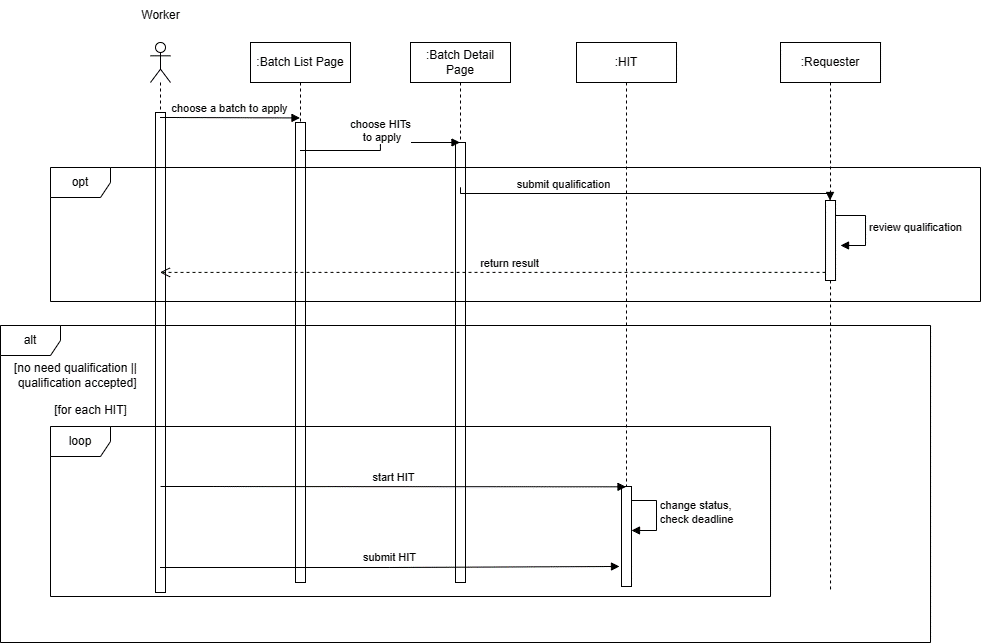 Worker
:Batch List Page
:Batch Detail
Page
:HIT
:Requester
choose a batch to apply
choose HITs
to apply
opt
submit qualification
review qualification
return result
alt
[no need qualification ||
qualification accepted]
[for each HIT]
loop
start HIT
change status,
check deadline
submit HIT